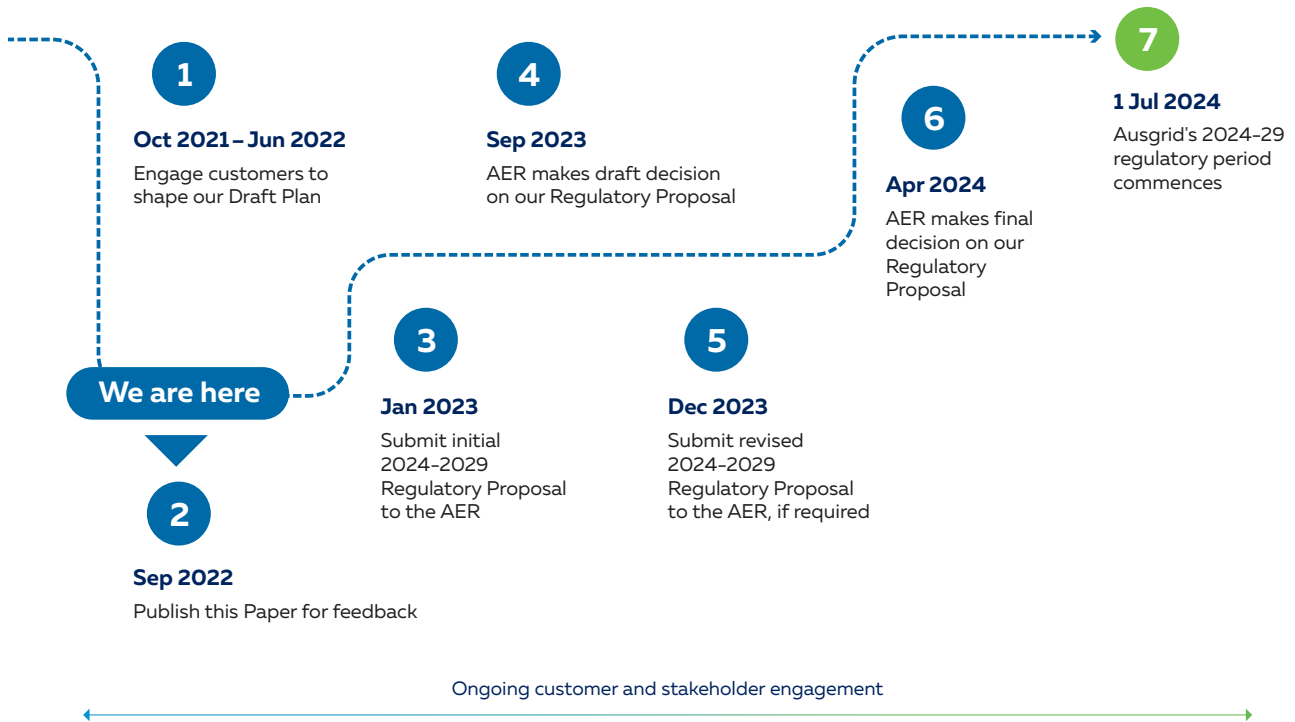 1
Oct 2021–Jun 2022
Engage customers to
shape our Draft Plan
We are here
2
Sep 2022
Publish this Paper for feedback
3
Jan 2023
Submit initial
2024-2029
Regulatory Proposal
to the AER
4
Sep 2023
AER makes draft decision
on our Regulatory Proposal
5
Dec 2023
Submit revised
2024-2029
Regulatory Proposal
to the AER, if required
6
Apr 2024
AER makes final
decision on our
Regulatory
Proposal
7
1 Jul 2024
Ausgrid's 2024-29
regulatory period
commences
Ongoing customer and stakeholder engagement